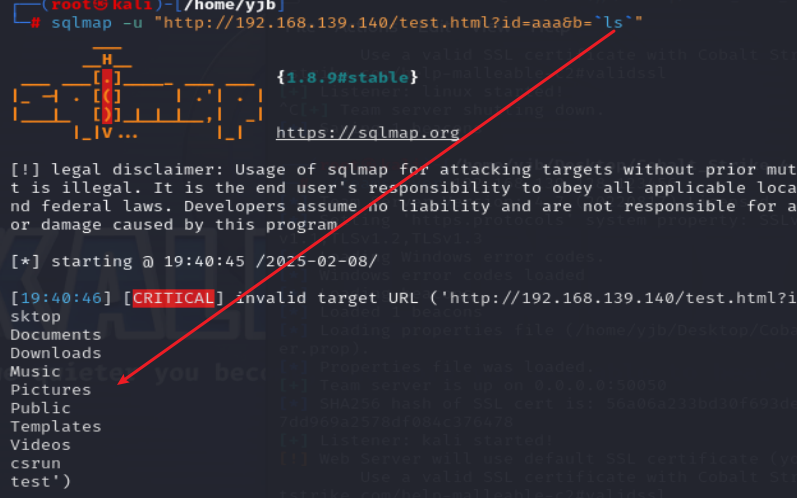 (root㉿kali)-[/home/yjb]
# sqlmap -u "http://192.168.139.140/test.html?id=aaa&b=`ls`"
{1.8.9#stable}
https://sqlmap.org
[!] legal disclaimer: Usage of sqlmap for attacking targets without prior mut
t is illegal. It is the end user's responsibility to obey all applicable loca
nd federal laws. Developers assume no liability and are not responsible for a
or damage caused by this program
[*] starting @ 19:40:45 /2025-02-08/
[19:40:46] [CRITICAL] invalid target URL ('http://192.168.139.140/test.html?i
sktop
Documents
Downloads
Music
Pictures
Public
Templates
Videos
csrun
test')